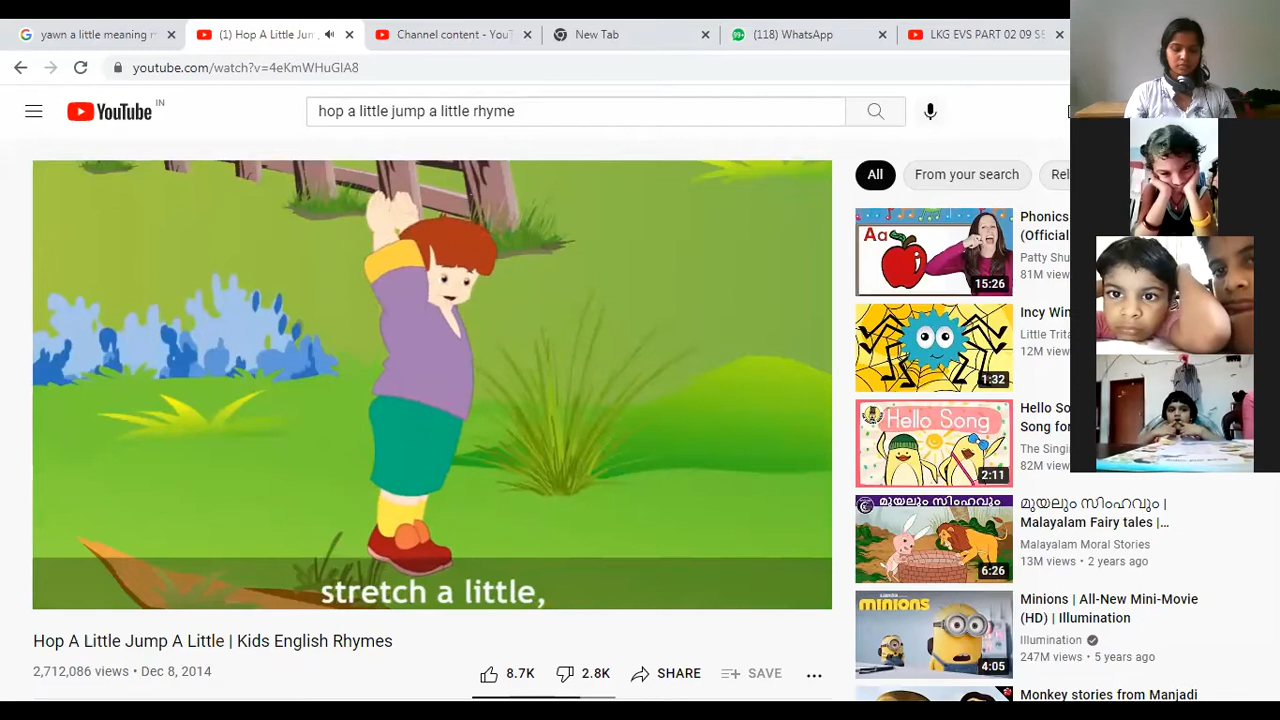 yawn a little meaning
(1) Hop A Little Jum
Channel content - YouT
New Tab
(118) WhatsApp
LKG EVS PART 02 09 S
youtube.com/watch?v=4eKmWHuGIA8
YouTube IN
hop a little jump a little rhyme
All
From your search
Rel
stretch a little,
Hop A Little Jump A Little | Kids English Rhymes
2,712,086 views • Dec 8, 2014
8.7K
2.8K
SHARE
SAVE
Aa
15:26
Phonics
(Official
Patty Shu
81M view
1:32
Incy Win
Little Trita
12M view
Hello Song
2:11
Hello So
Song for
The Singi
82M view
മുയലും സിംഹവും
6:26
മുയലും സിംഹവും |
Malayalam Fairy tales |...
Malayalam Moral Stories
13M views • 2 years ago
MINIONS
4:05
Minions | All-New Mini-Movie
(HD) | Illumination
Illumination
247M views • 5 years ago
Monkey stories from Manjadi